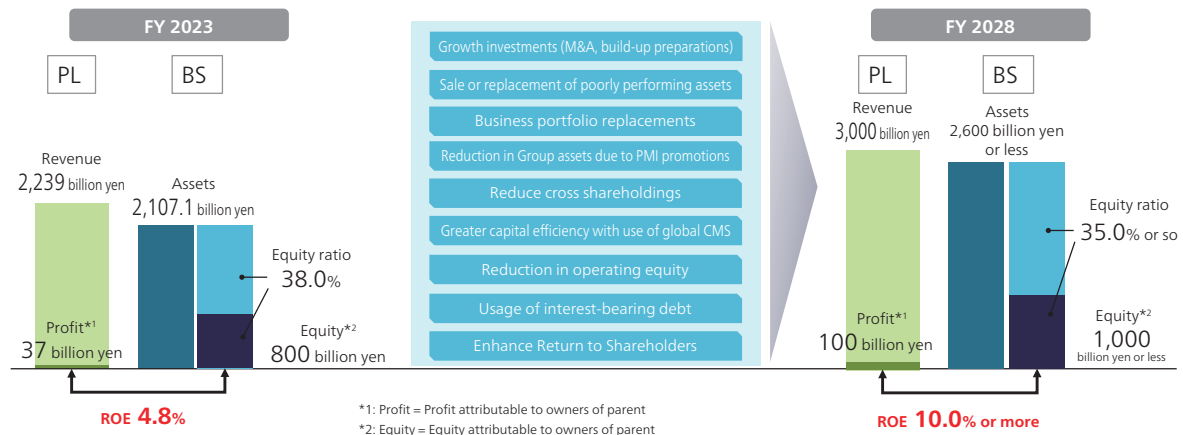 FY 2023
PL
BS
Revenue
2,239 billion yen
Assets
2,107.1 billion yen
Equity ratio
38.0%
Profit*1
37 billion yen
Equity*2
800 billion yen
ROE 4.8%
Growth investments (M&A, build-up preparations)
Sale or replacement of poorly performing assets
Business portfolio replacements
Reduction in Group assets due to PMI promotions
Reduce cross shareholdings
Greater capital efficiency with use of global CMS
Reduction in operating equity
Usage of interest-bearing debt
Enhance Return to Shareholders
FY 2028
PL
BS
Revenue
3,000 billion yen
Assets
2,600 billion yen
or less
Equity ratio
35.0% or so
Profit*1
100 billion yen
Equity*2
1,000
billion yen or less
ROE 10.0% or more
*1: Profit = Profit attributable to owners of parent
*2: Equity = Equity attributable to owners of parent